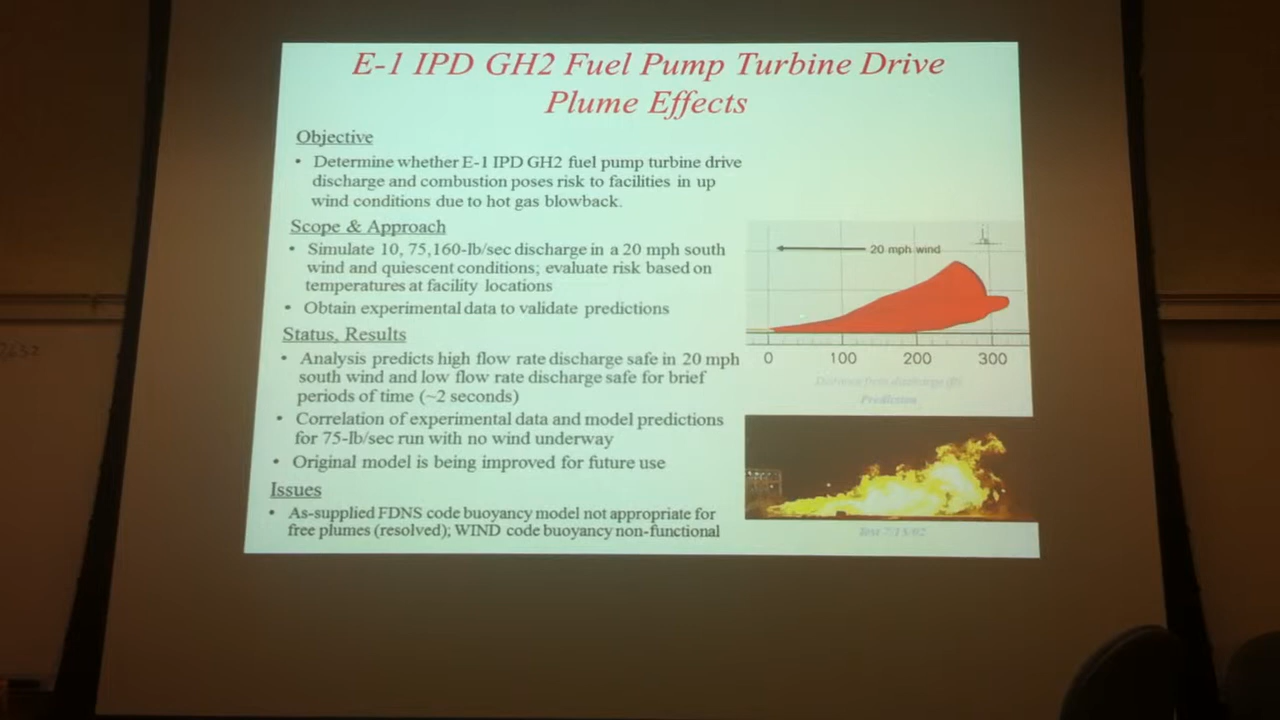 E-1 IPD GH2 Fuel Pump Turbine Drive
Plume Effects
Objective
• Determine whether E-1 IPD GH2 fuel pump turbine drive
discharge and combustion poses risk to facilities in up
wind conditions due to hot gas blowback.
Scope & Approach
• Simulate 10, 75,160-lb/sec discharge in a 20 mph south
wind and quiescent conditions; evaluate risk based on
temperatures at facility locations
• Obtain experimental data to validate predictions
Status, Results
• Analysis predicts high flow rate discharge safe in 20 mph
south wind and low flow rate discharge safe for brief
periods of time (~2 seconds)
• Correlation of experimental data and model predictions
for 75-lb/sec run with no wind underway
• Original model is being improved for future use
Issues
• As-supplied FDNS code buoyancy model not appropriate for
free plumes (resolved); WIND code buoyancy non-functional
20 mph wind
0 100 200 300
Distance from discharge (ft)
Prediction
Test